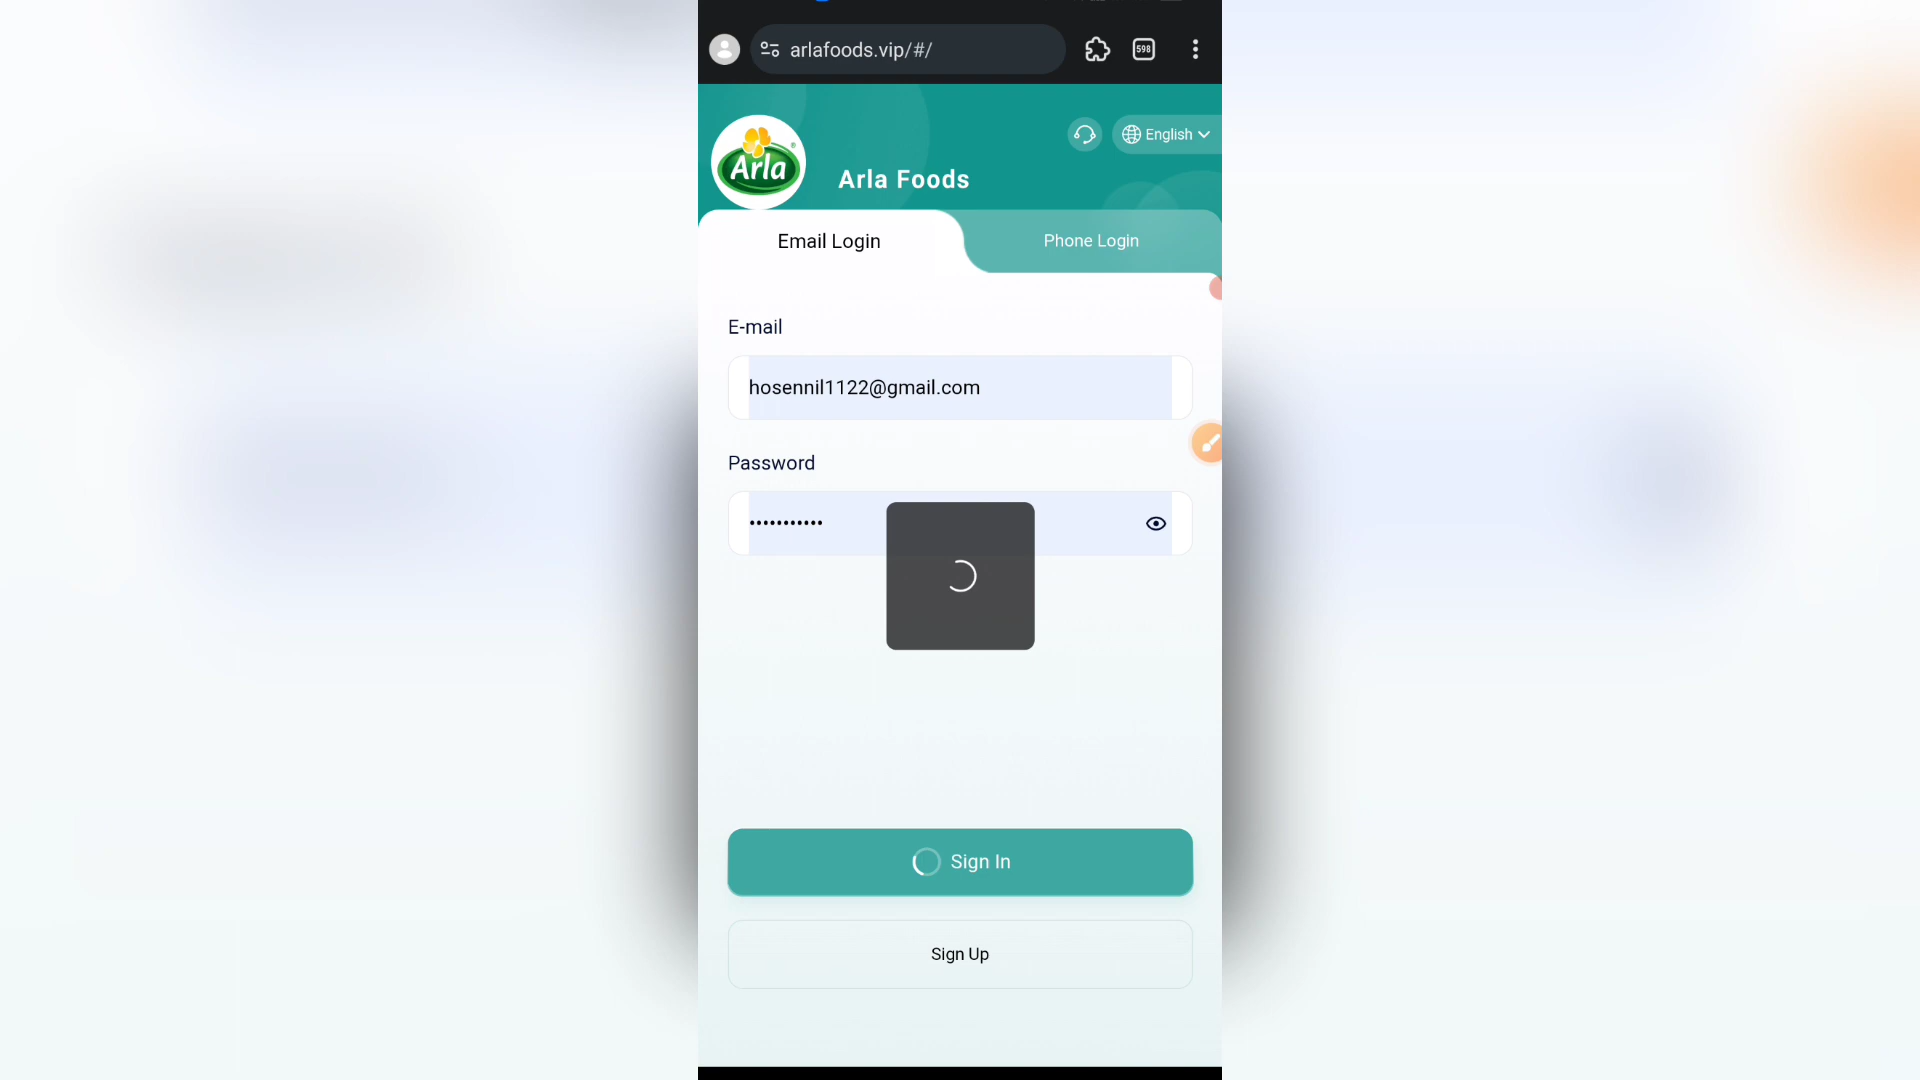 arlafoods.vip/#/
598
Arla
English
Arla Foods
Email Login
Phone Login
E-mail
hosennil1122@gmail.com
Password
•••••••••••
Sign In
Sign Up